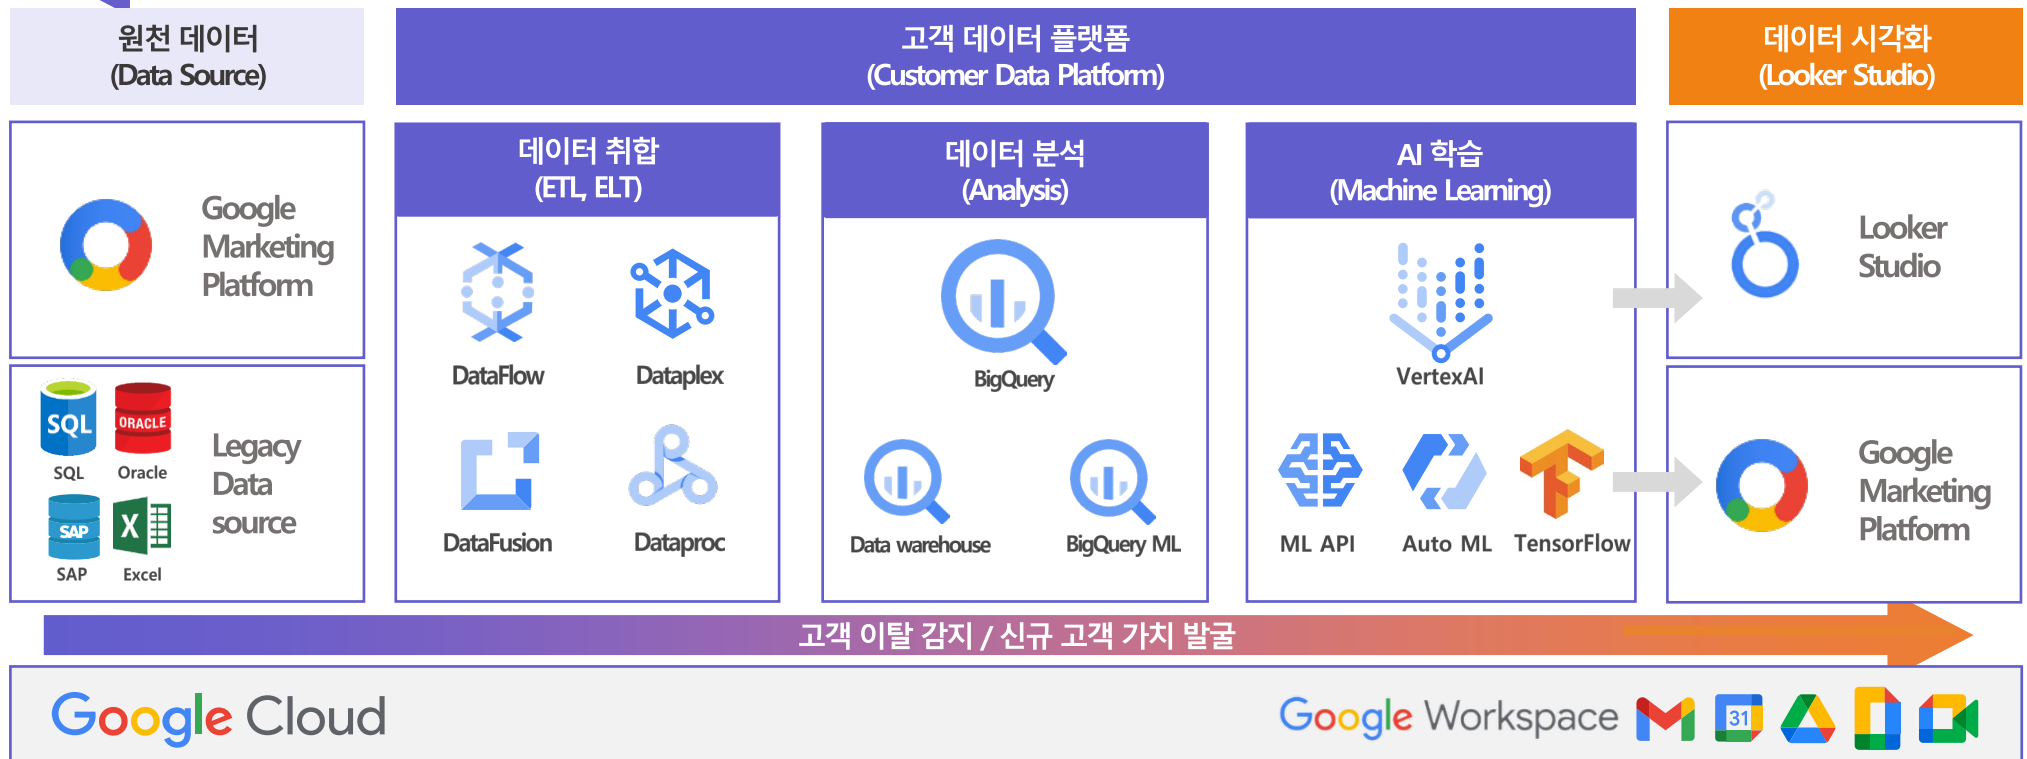 원천 데이터
(Data Source)
고객 데이터 플랫폼
(Customer Data Platform)
데이터 시각화
(Looker Studio)
Google
Marketing
Platform
SQL
SQL
ORACLE
Oracle
SAP
SAP
X
Excel
Legacy
Data
source
데이터 취합
(ETL, ELT)
DataFlow
Dataplex
DataFusion
Dataproc
데이터 분석
(Analysis)
BigQuery
Data warehouse
BigQuery ML
AI 학습
(Machine Learning)
VertexAI
ML API
Auto ML
TensorFlow
Looker
Studio
Google
Marketing
Platform
고객 이탈 감지 / 신규 고객 가치 발굴
Google Cloud
Google Workspace
31